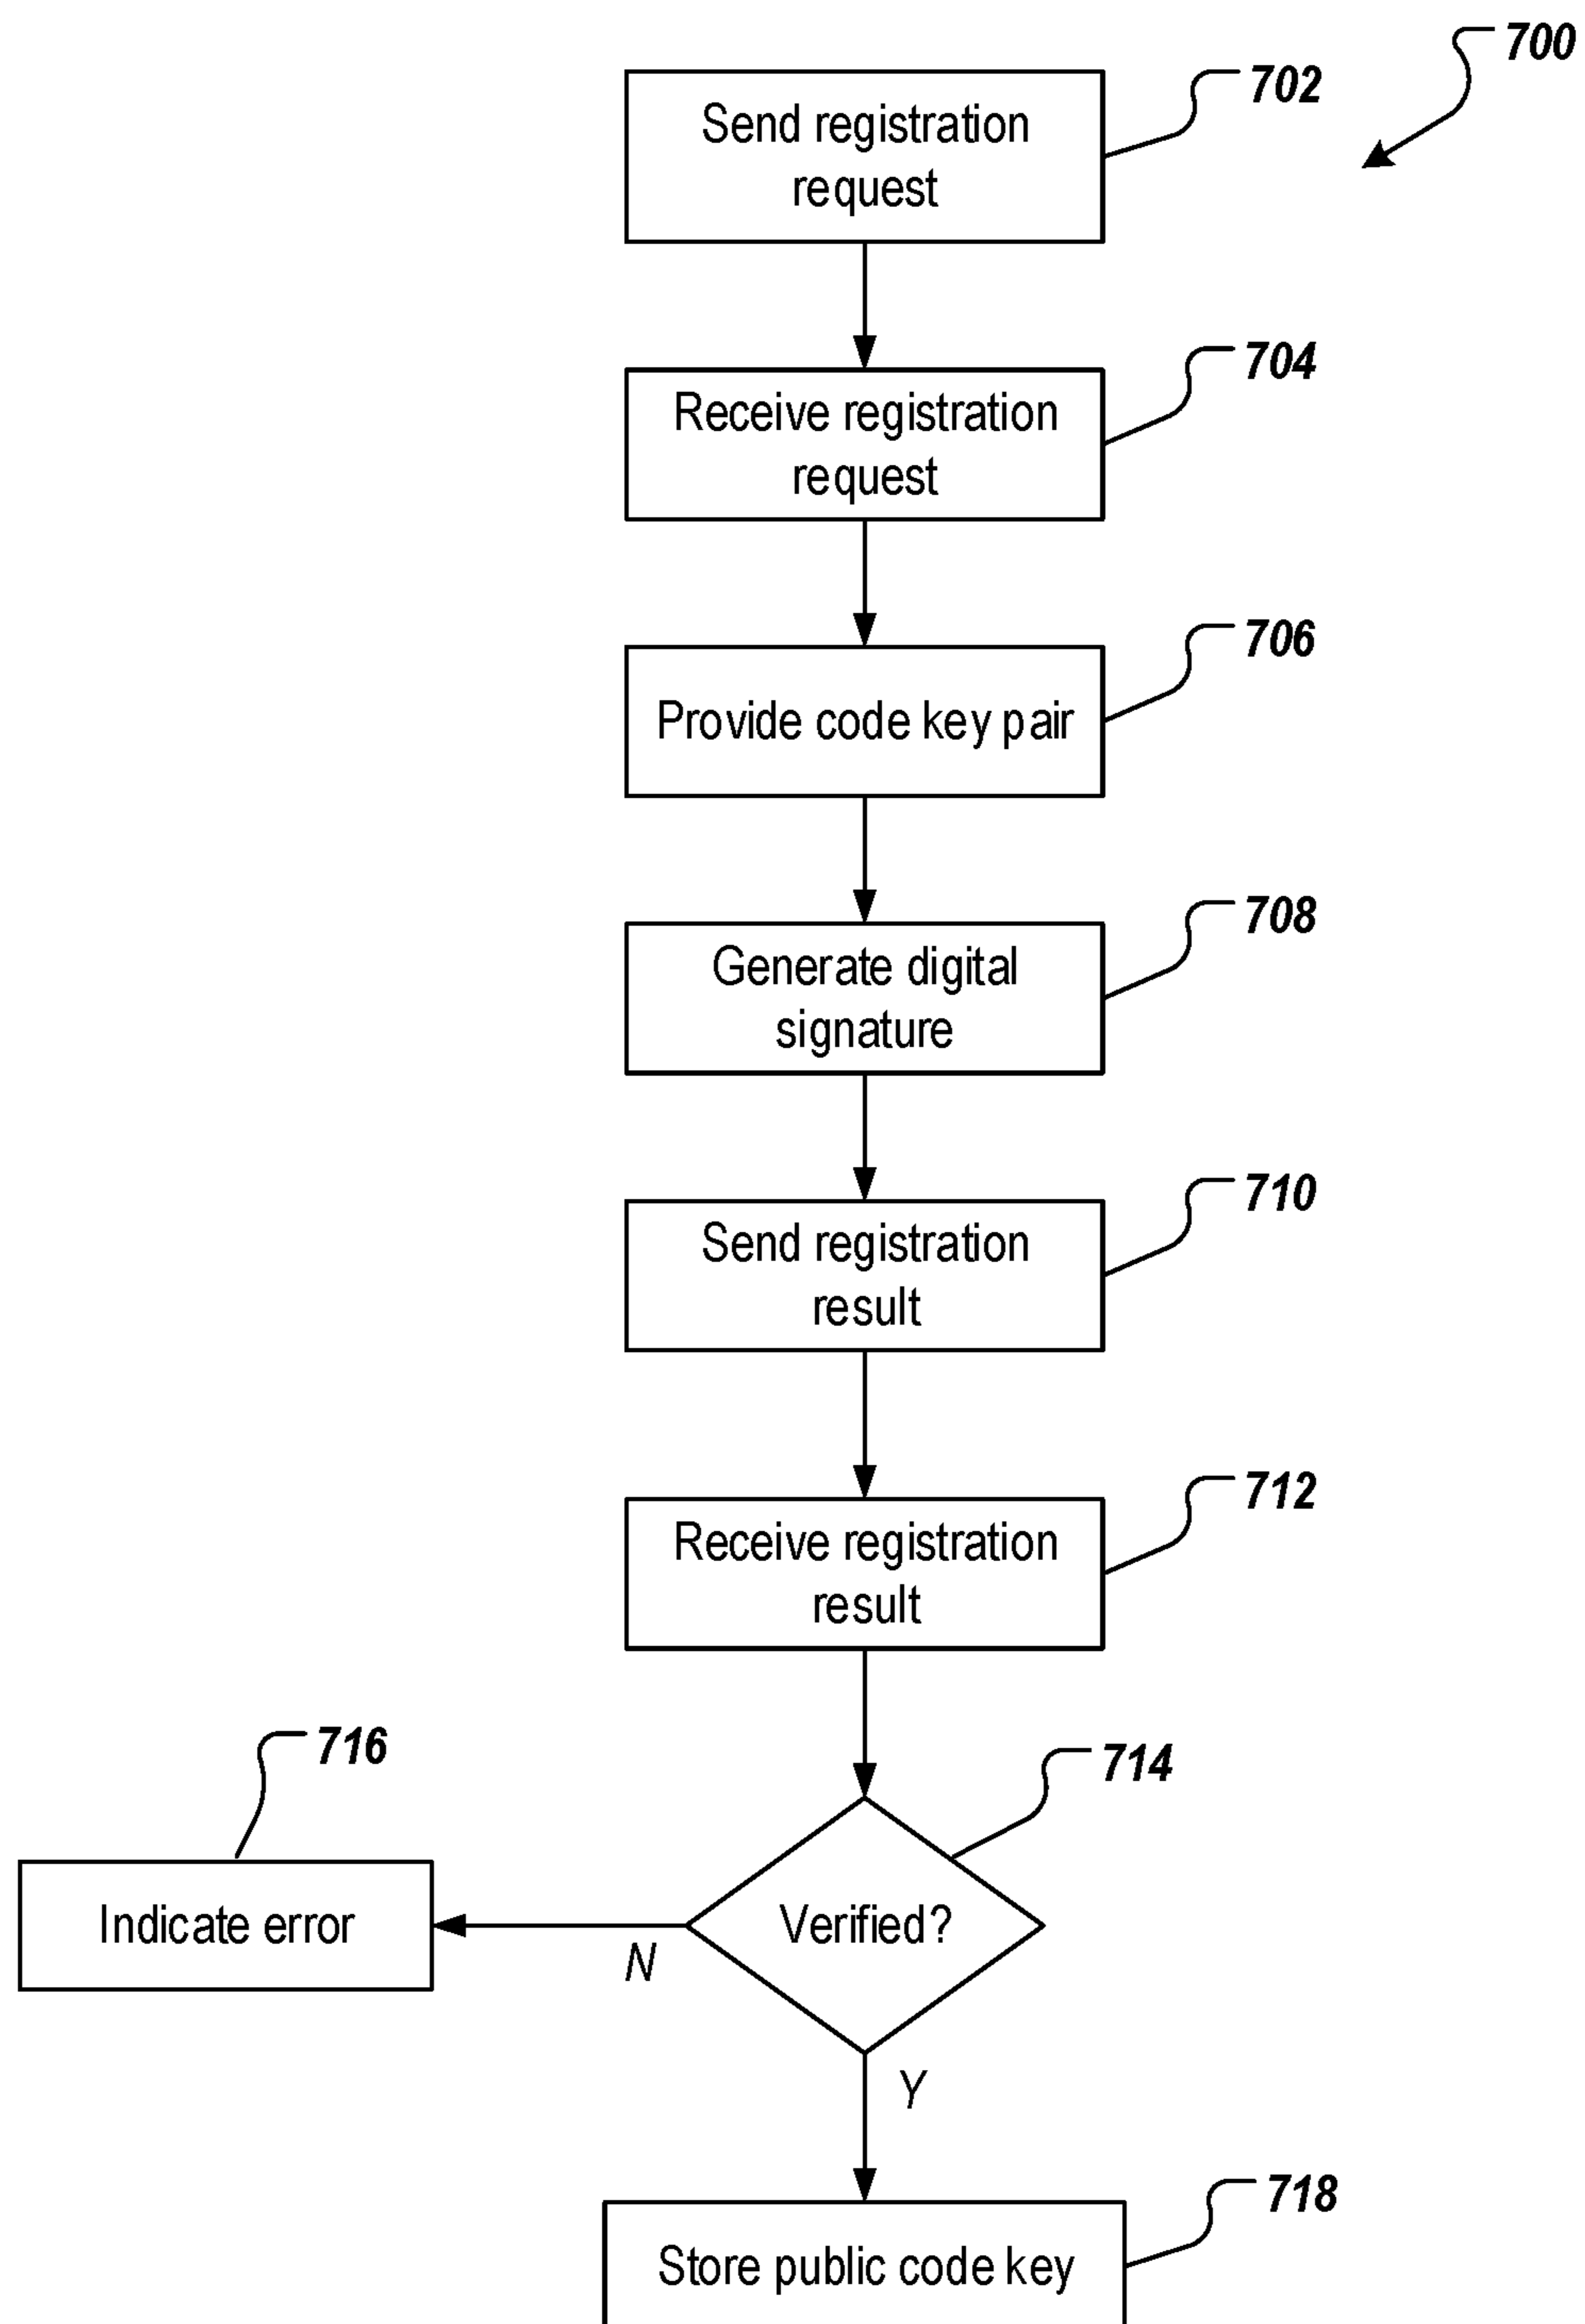 700
702
Send registration
request
704
Receive registration
request
706
Provide code key pair
708
Generate digital
signature
710
Send registration
result
712
Receive registration
result
716
714
Indicate error
Verified?
N
Y
718
Store public code key